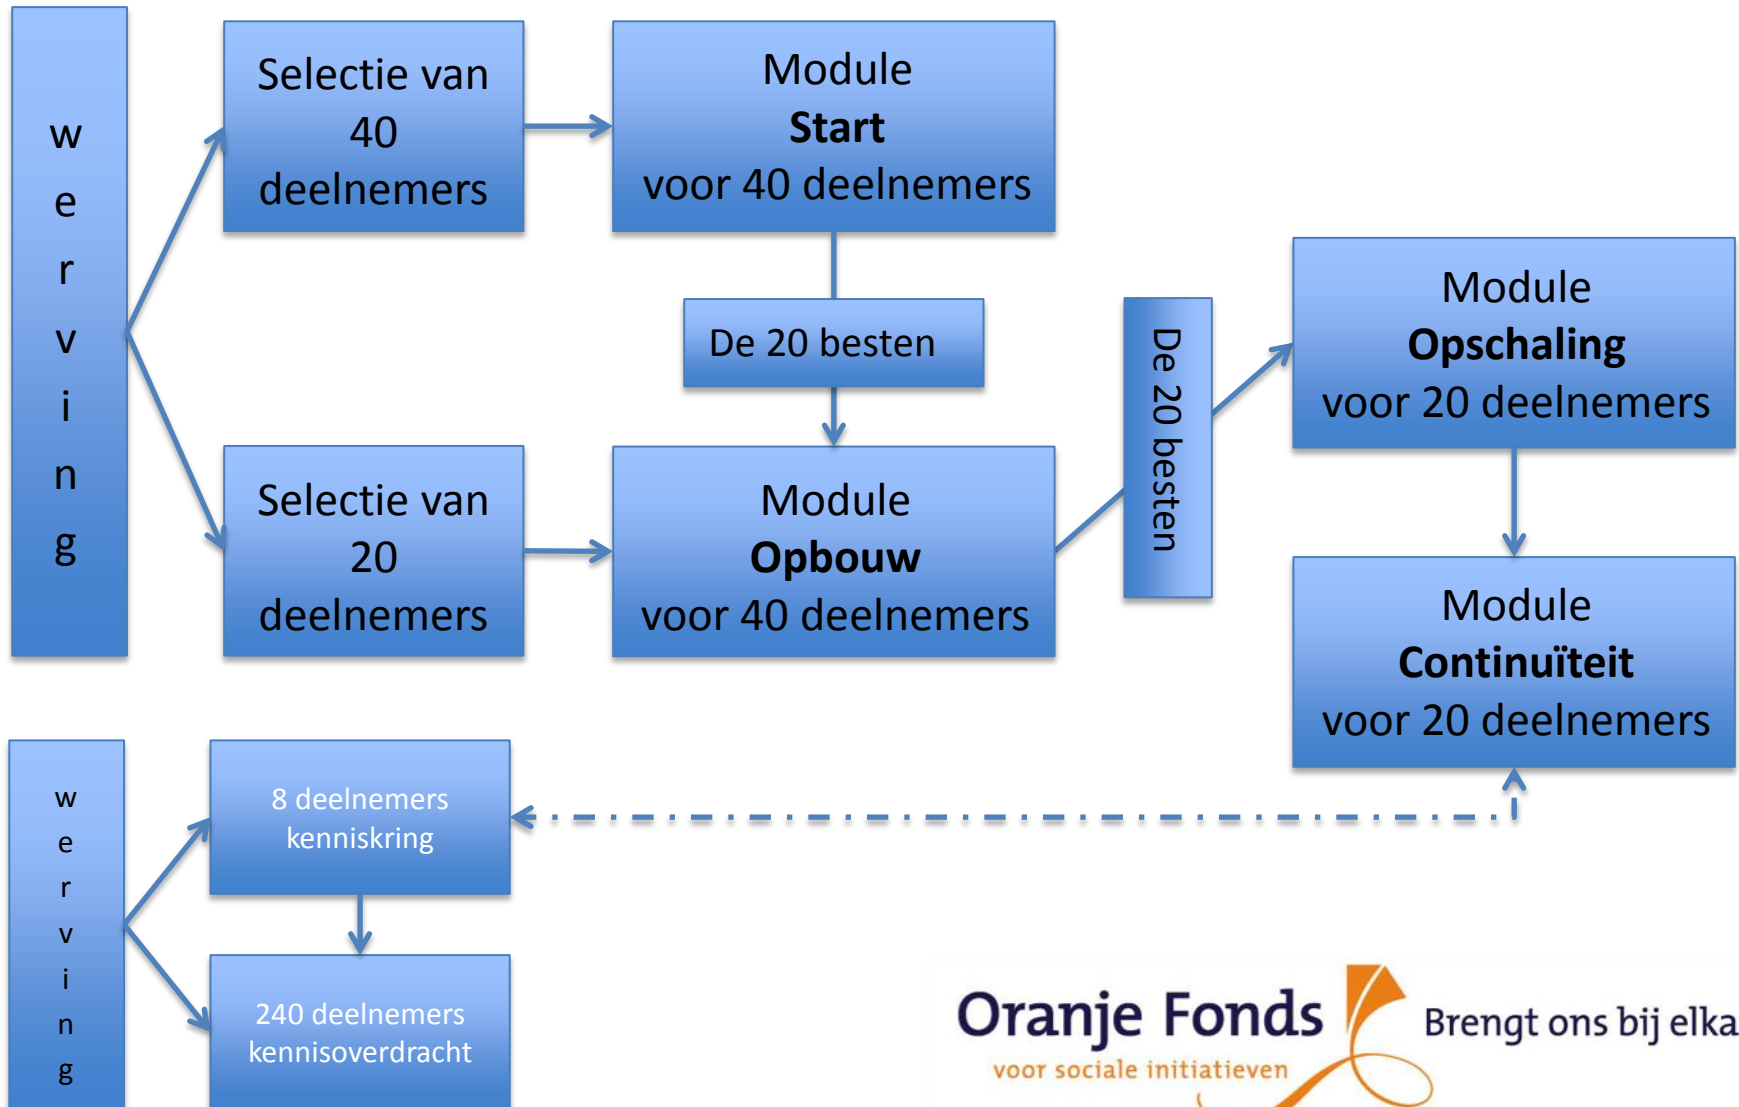 werving
Selectie van
40
deelnemers
Module
Start
voor 40 deelnemers
De 20 besten
Selectie van
20
deelnemers
Module
Opbouw
voor 40 deelnemers
De 20 besten
Module
Opschaling
voor 20 deelnemers
Module
Continuïteit
voor 20 deelnemers
werving
8 deelnemers
kenniskring
240 deelnemers
kennisoverdracht
Oranje Fonds
voor sociale initiatieven
Brengt ons bij elka